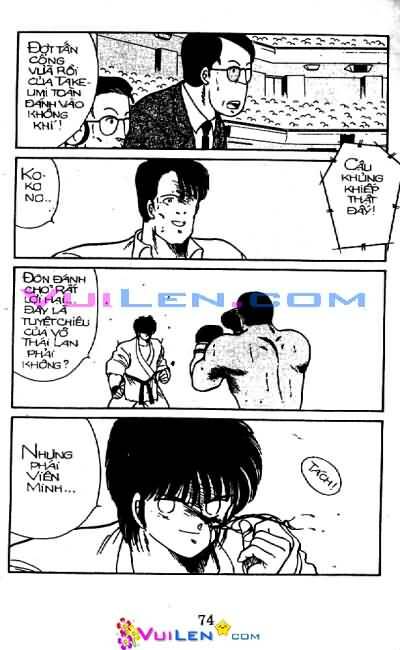 ĐỢT TẤN
CÔNG
VỪA RỒI
CỦA TAKE-
UMI TOÀN
ĐÁNH VÀO
KHÔNG
KHÍ!
KO-
KO
NO..
CẬU
KHỦNG
KHIẾP
THẬT
ĐẤY!
ĐÒN ĐÁNH
CHỎ RẤT
LỢI HẠI
ĐÂY LÀ
TUYỆT CHIÊU
CỦA VÕ
THÁI LAN
PHẢI
KHÔNG?
VUILEN.COM
NHƯNG
PHÁI
VIÊN
MINH...
TÁCH!
74
VUILEN.COM